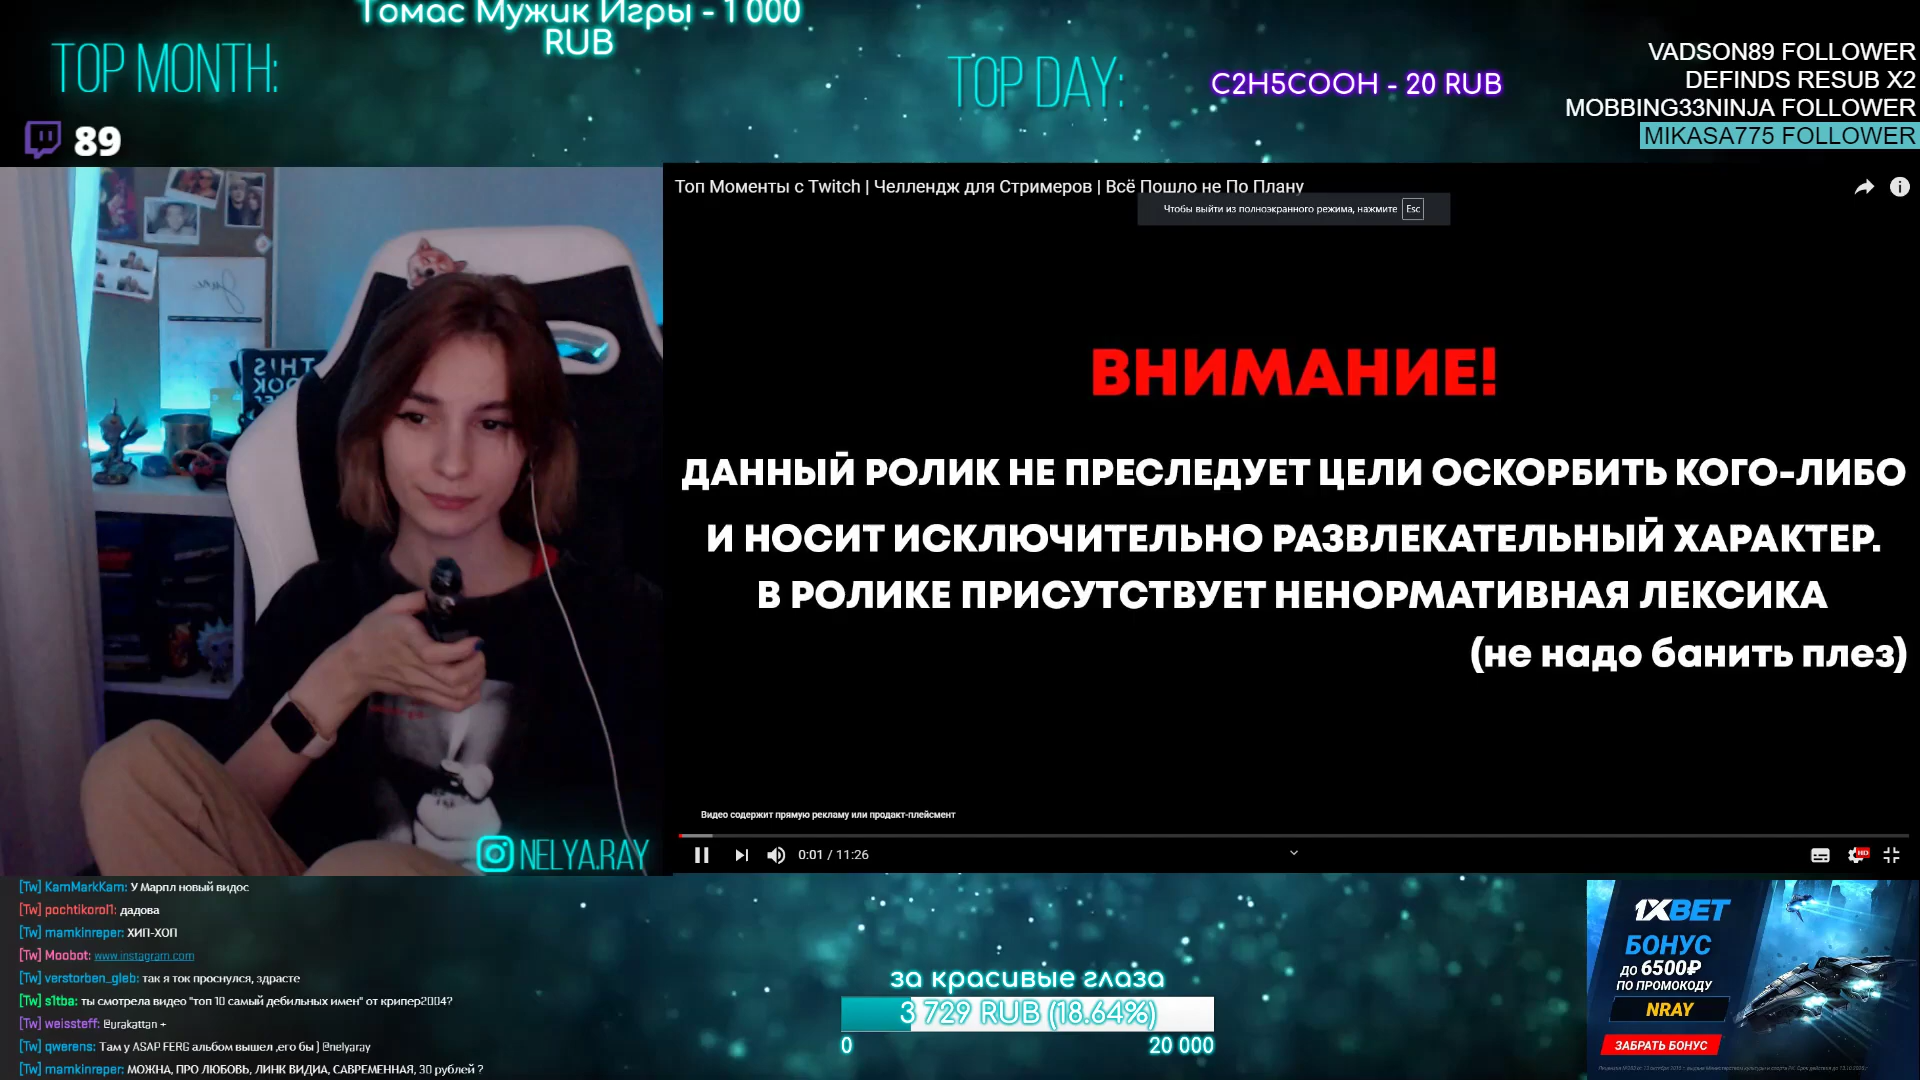 Томас Мужик Игры - 1 000
RUB
TOP MONTH:
TOP DAY:
C2H5COOH - 20 RUB
VADSON89 FOLLOWER
DEFINDS RESUB X2
MOBBING33NINJA FOLLOWER
MIKASA775 FOLLOWER
89
Топ Моменты с Twitch | Челлендж для Стримеров | Всё Пошло не По Плану
Чтобы выйти из полноэкранного режима, нажмите Esc
ВНИМАНИЕ!
ДАННЫЙ РОЛИК НЕ ПРЕСЛЕДУЕТ ЦЕЛИ ОСКОРБИТЬ КОГО-ЛИБО
И НОСИТ ИСКЛЮЧИТЕЛЬНО РАЗВЛЕКАТЕЛЬНЫЙ ХАРАКТЕР.
В РОЛИКЕ ПРИСУТСТВУЕТ НЕНОРМАТИВНАЯ ЛЕКСИКА
(не надо банить плез)
THIS
Видео содержит прямую рекламу или продакт-плейсмент
0:01 / 11:26
HD
NELYA.RAY
[Tw] KamMarkKam: У Марпл новый видос
[Tw] pochtikorol1: дадова
[Tw] mamkinreper: ХИП-ХОП
[Tw] Moobot: www.instagram.com
[Tw] verstorben_gleb: так я ток проснулся, здрасте
[Tw] s1tba: ты смотрела видео "топ 10 самый дебильных имен" от крипер2004?
[Tw] weissteff: @urakattan +
[Tw] qwerens: Там у ASAP FERG альбом вышел ,его бы ) @nelyaray
[Tw] mamkinreper: МОЖНА, ПРО ЛЮБОВЬ, ЛИНК ВИДИА, САВРЕМЕННАЯ, 30 рублей ?
за красивые глаза
3 729 RUB (18.64%)
0
20 000
1XBET
БОНУС
ДО 6500₽
ПО ПРОМОКОДУ
NRAY
ЗАБРАТЬ БОНУС